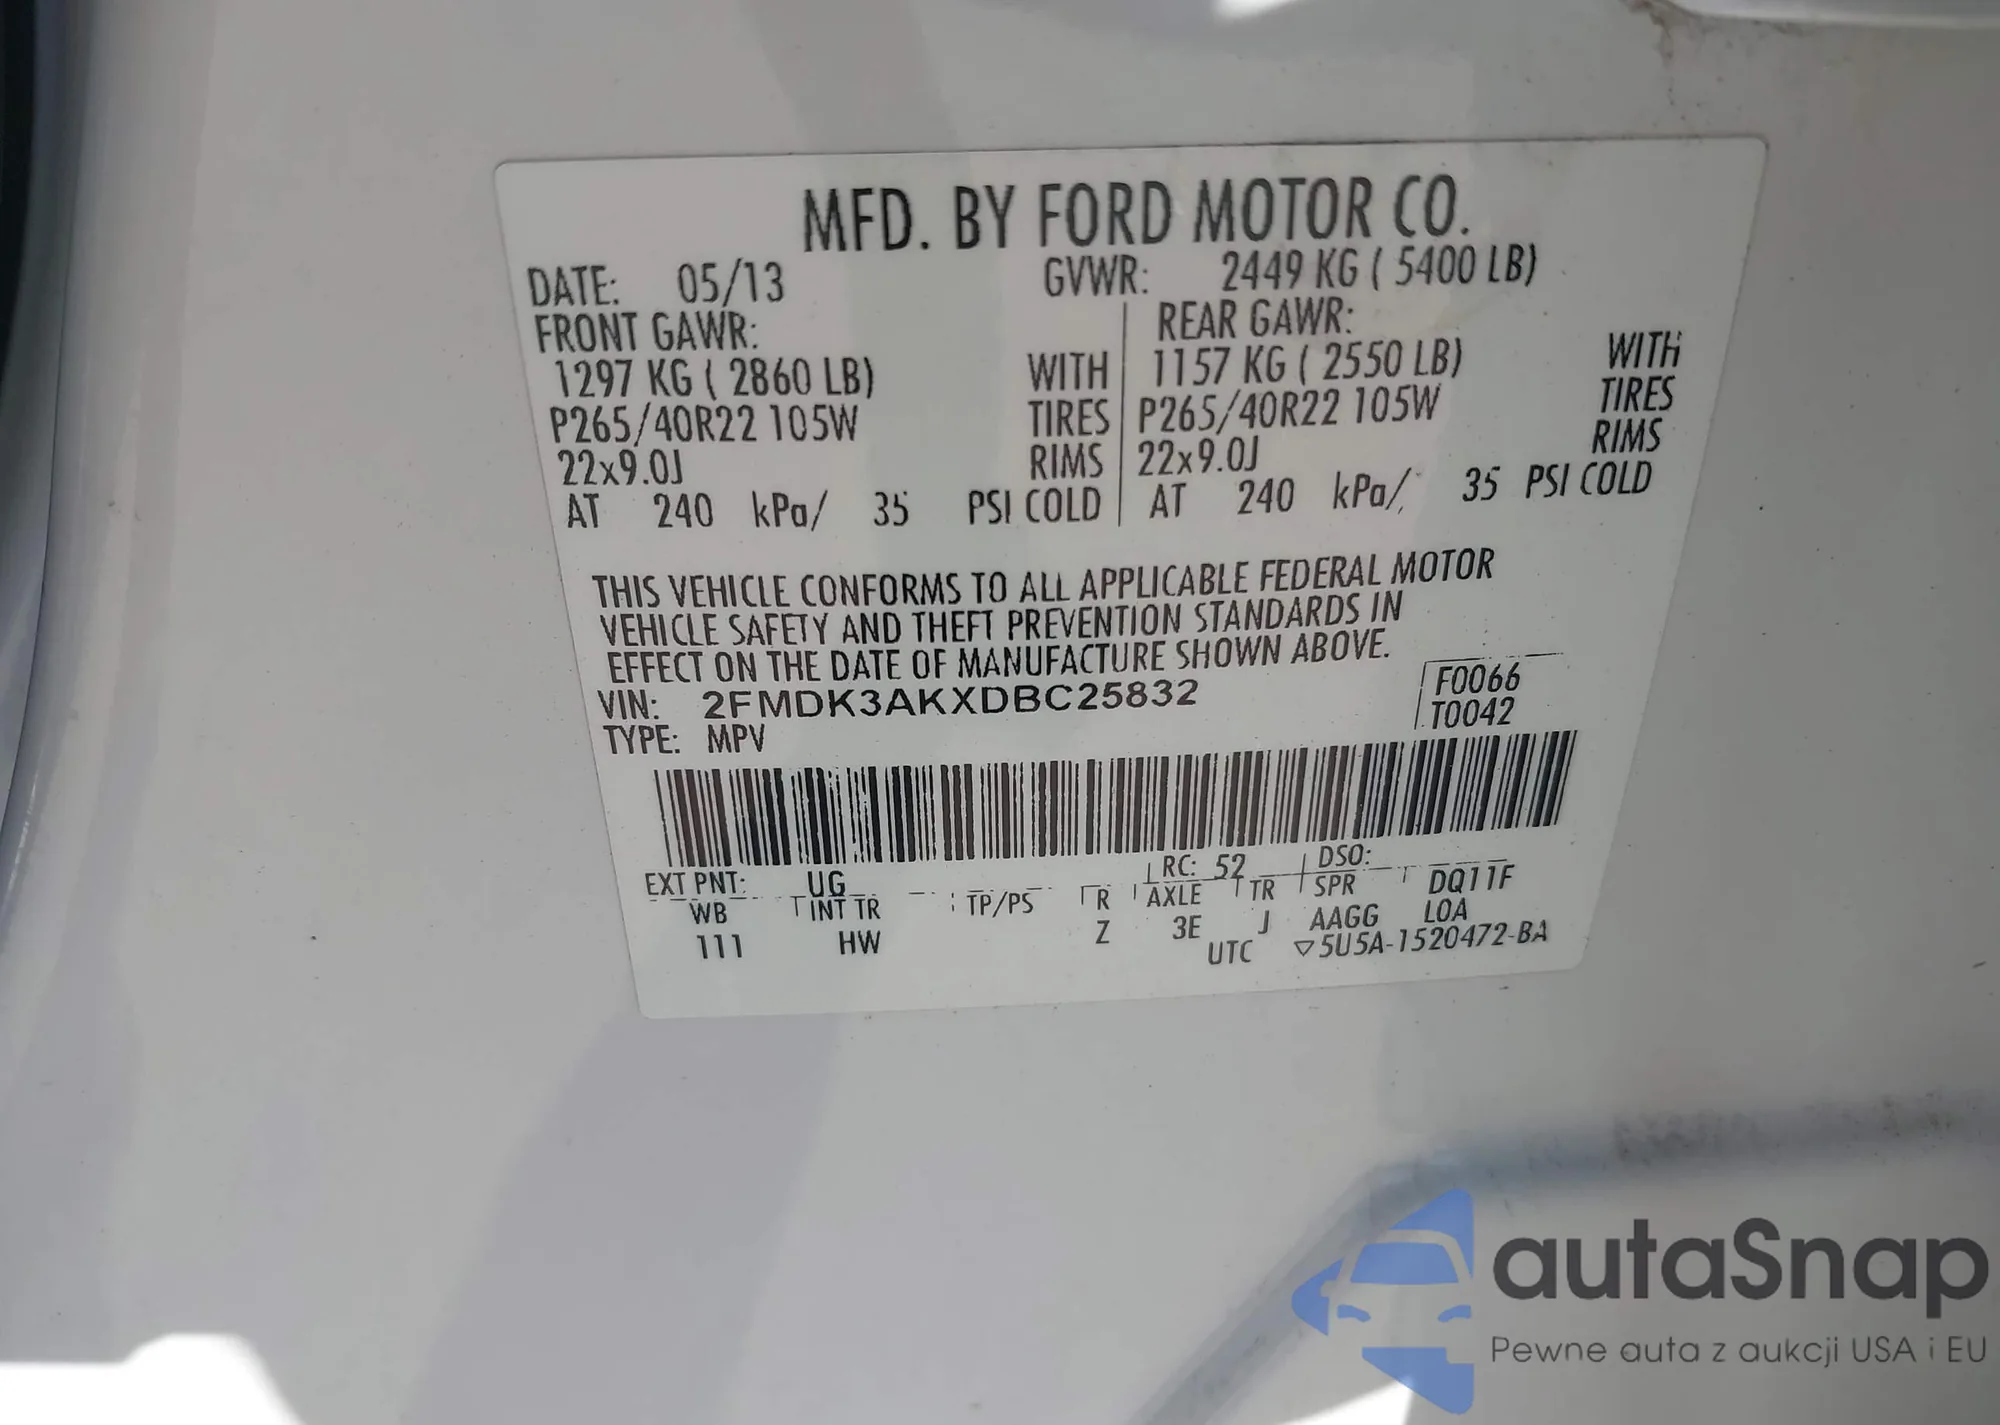 MFD. BY FORD MOTOR CO.
DATE: 05/13 GVWR: 2449 KG ( 5400 LB)
FRONT GAWR: REAR GAWR:
1297 KG ( 2860 LB) WITH 1157 KG ( 2550 LB) WITH
P265/40R22 105W TIRES P265/40R22 105W TIRES
22x9.0J RIMS 22x9.0J RIMS
AT 240 kPa/ 35 PSI COLD AT 240 kPa/ 35 PSI COLD
THIS VEHICLE CONFORMS TO ALL APPLICABLE FEDERAL MOTOR
VEHICLE SAFETY AND THEFT PREVENTION STANDARDS IN
EFFECT ON THE DATE OF MANUFACTURE SHOWN ABOVE.
VIN: 2FMDK3AKXDBC25832 F0066
TYPE: MPV T0042
EXT PNT: UG RC: 52 DSO:
WB INT TR TP/PS R AXLE TR SPR DQ11F
111 HW Z 3E J AAGG LOA
UTC ▽5U5A-1520472-BA
autaSnap
Pewne auta z aukcji USA i EU